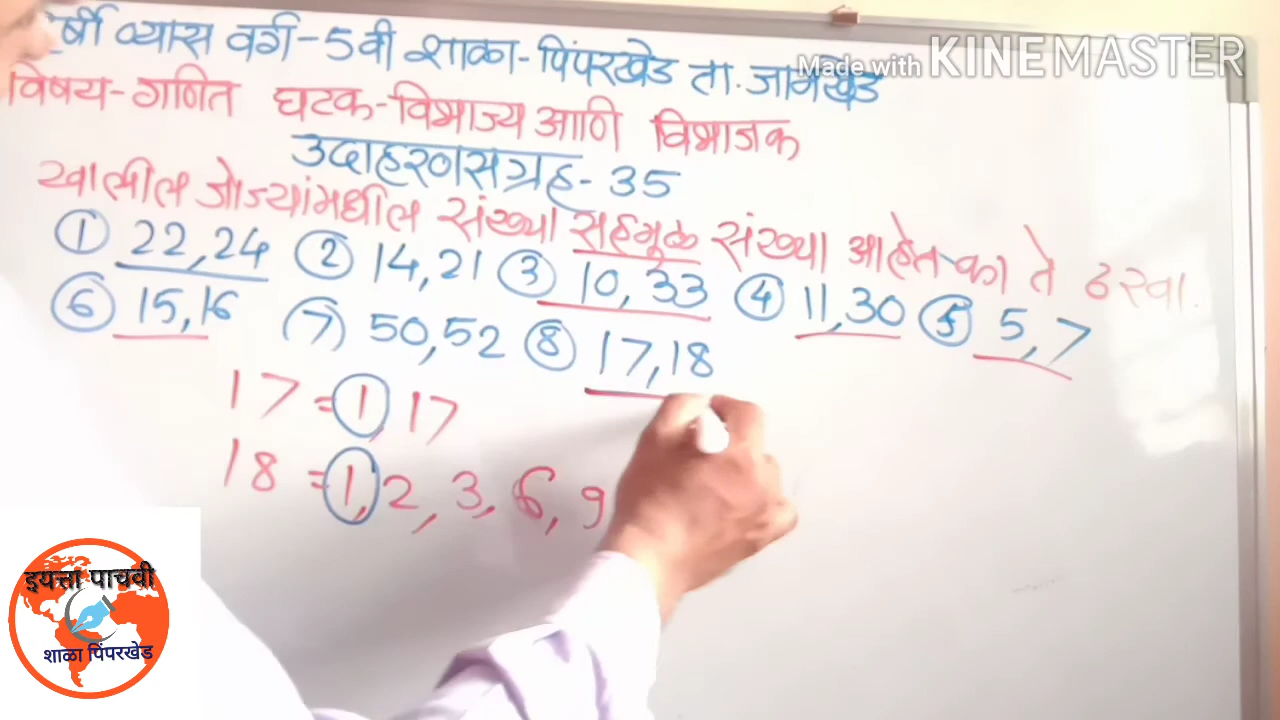 र्षी व्यास वर्ग-5वी शाळा-पिंपरखेड ता.जामखेड
Made with KINEMASTER
विषय-गणित घटक-विभाज्य आणि विभाजक
उदाहरणसग्रह-35
खालील जोड्यांमधील संख्या सहमूळ संख्या आहेत का ते ठरवा.
① 22,24 ② 14,21 ③ 10,33 ④ 11,30 ⑤ 5,7
⑥ 15,16 (7) 50,52 ⑧ 17,18
17 = 1, 17
18 = 1, 2, 3, 6, 9
इयत्ता पाचवी
शाळा पिंपरखेड